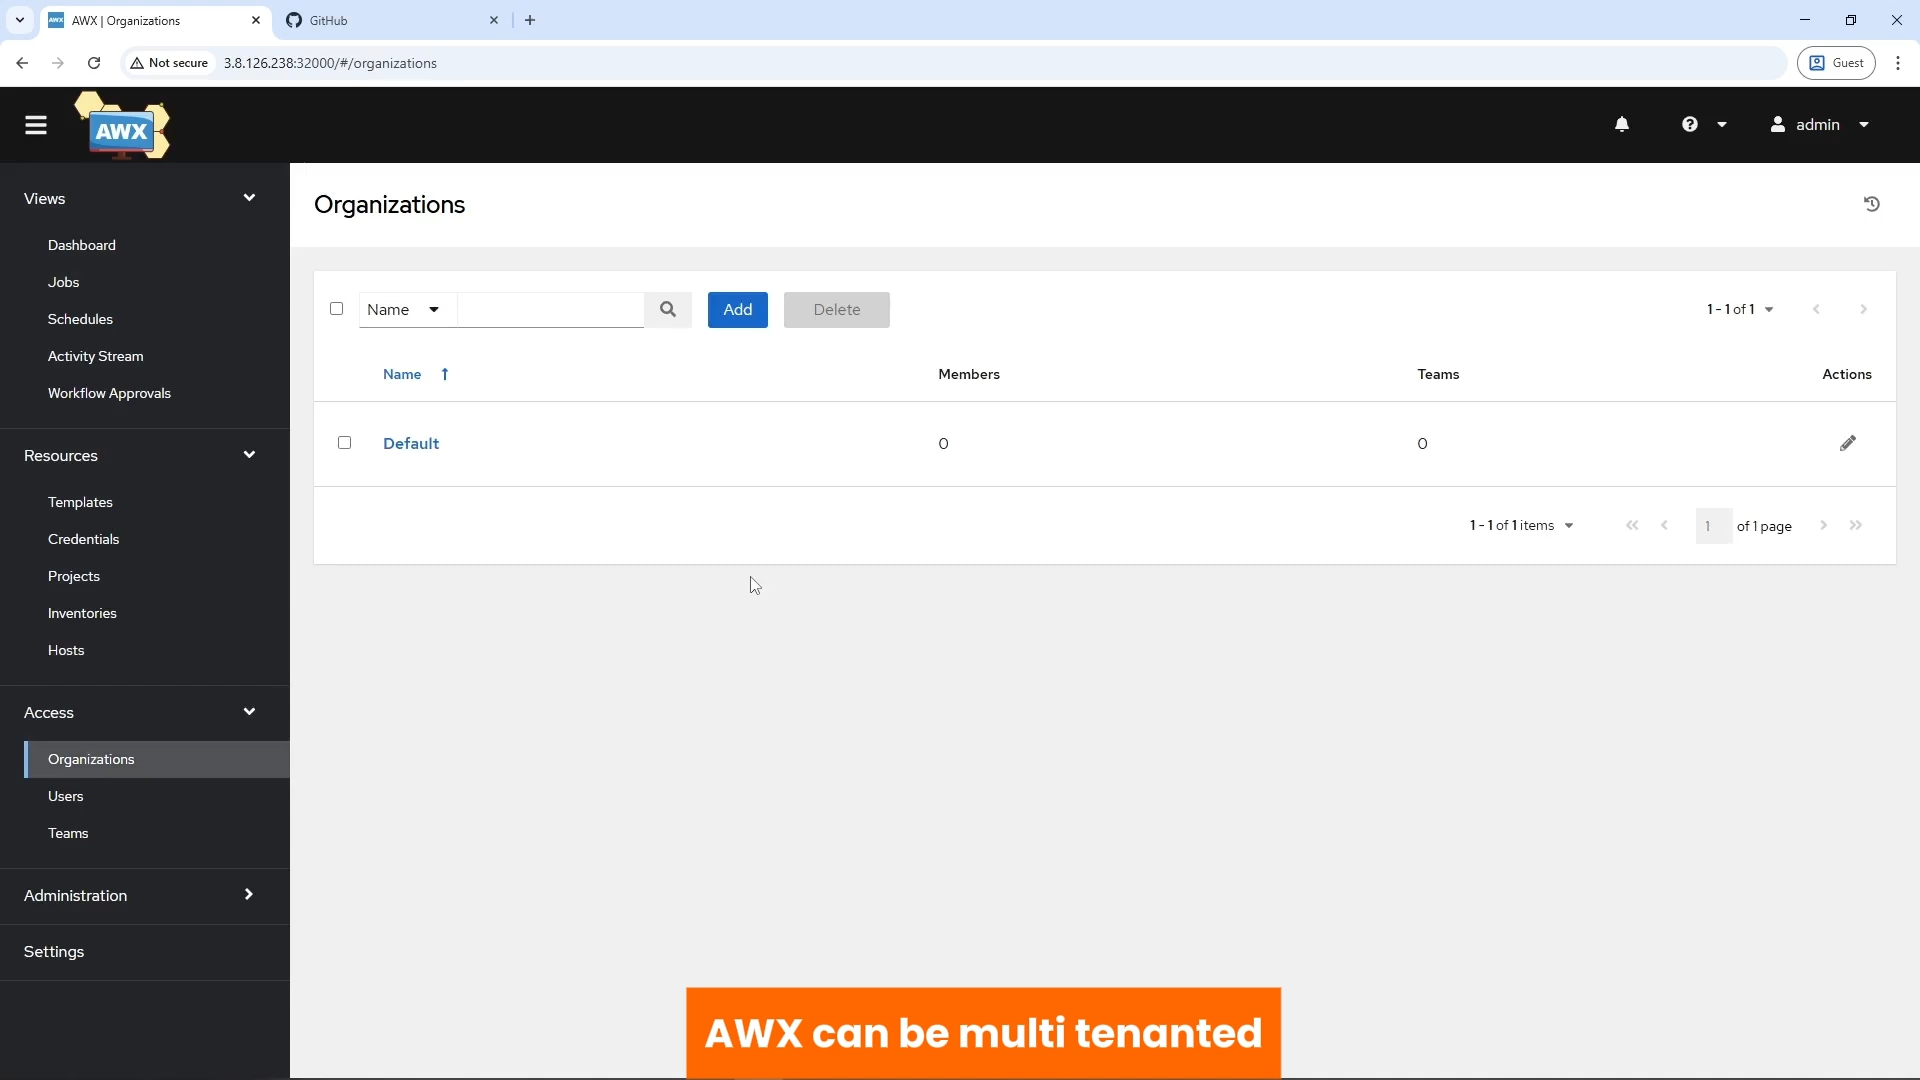 AWX | Organizations
GitHub
Not secure
3.8.126.238:32000/#/organizations
Guest
AWX
admin
Views
Dashboard
Jobs
Schedules
Activity Stream
Workflow Approvals
Resources
Templates
Credentials
Projects
Inventories
Hosts
Access
Organizations
Users
Teams
Administration
Settings
Organizations
Name
Add
Delete
1 - 1 of 1
Name
Members
Teams
Actions
Default
0
0
1 - 1 of 1 items
1
of 1 page
AWX can be multi tenanted